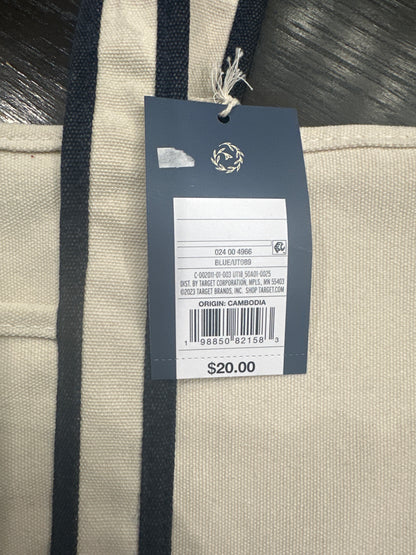 024 00 4966
BLUE/UT089
C-002011-01-003 UT18_50A01-0025
DIST. BY TARGET CORPORATION, MPLS., MN 55403
©2023 TARGET BRANDS, INC. SHOP TARGET.COM
ORIGIN: CAMBODIA
1 98850 82158 3
$20.00